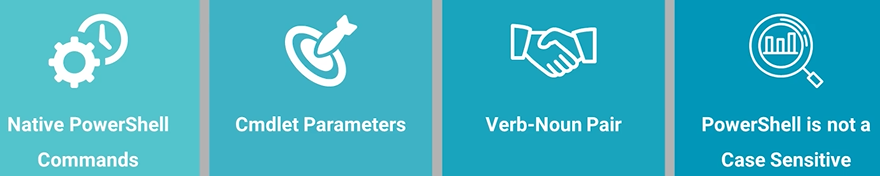 Native PowerShell
Commands
Cmdlet Parameters
Verb-Noun Pair
PowerShell is not a
Case Sensitive